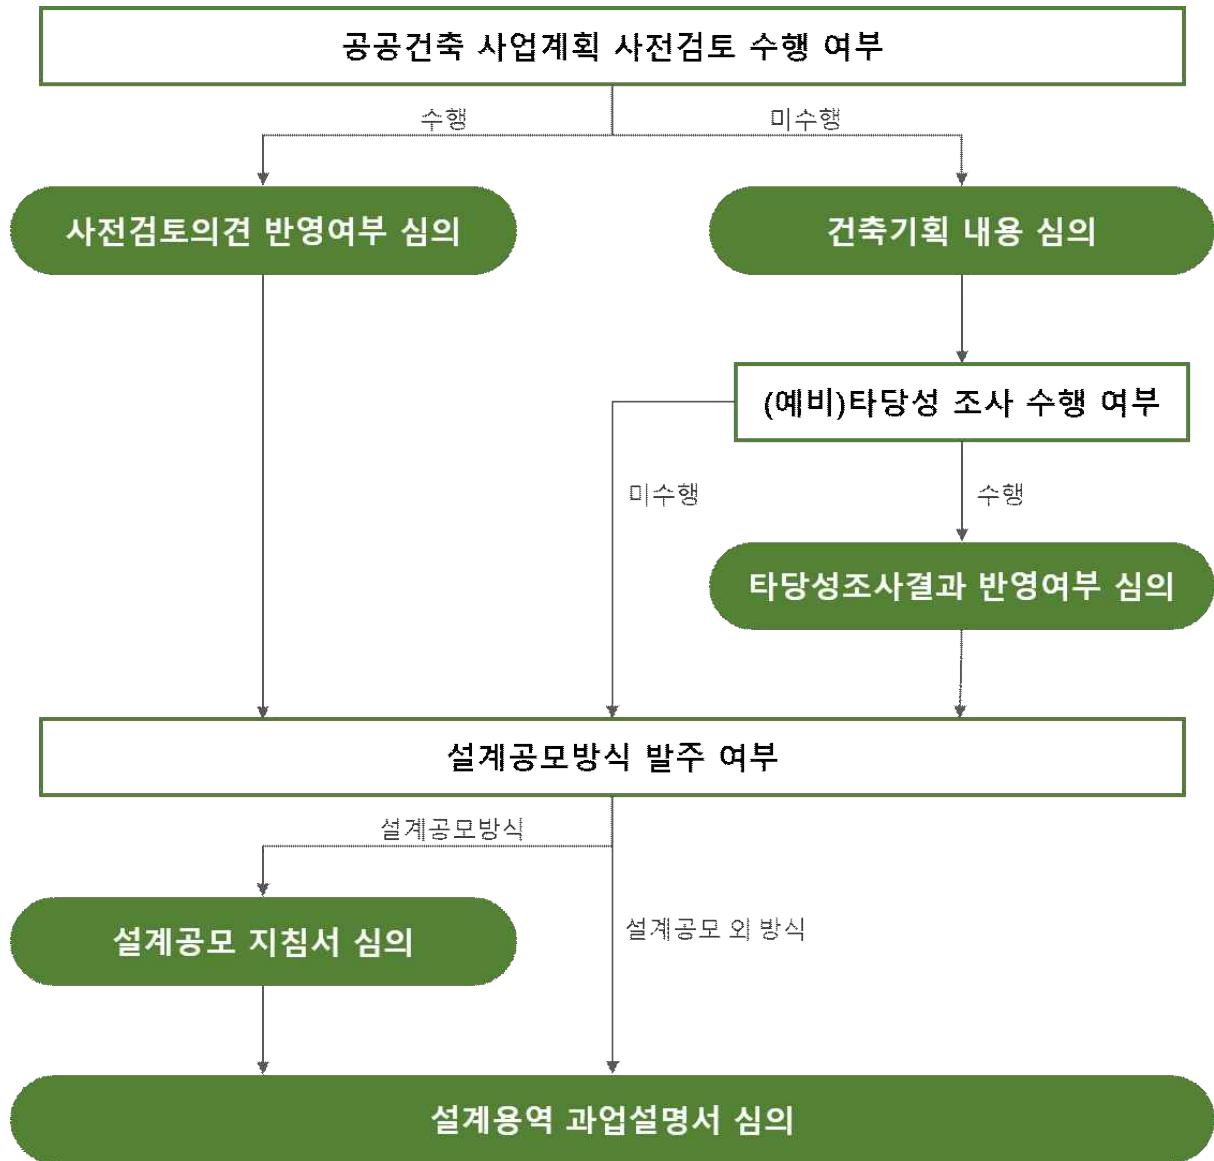 공공건축 사업계획 사전검토 수행 여부
수행
미수행
사전검토의견 반영여부 심의
건축기획 내용 심의
(예비)타당성 조사 수행 여부
미수행
수행
타당성조사결과 반영여부 심의
설계공모방식 발주 여부
설계공모방식
설계공모 외 방식
설계공모 지침서 심의
설계용역 과업설명서 심의